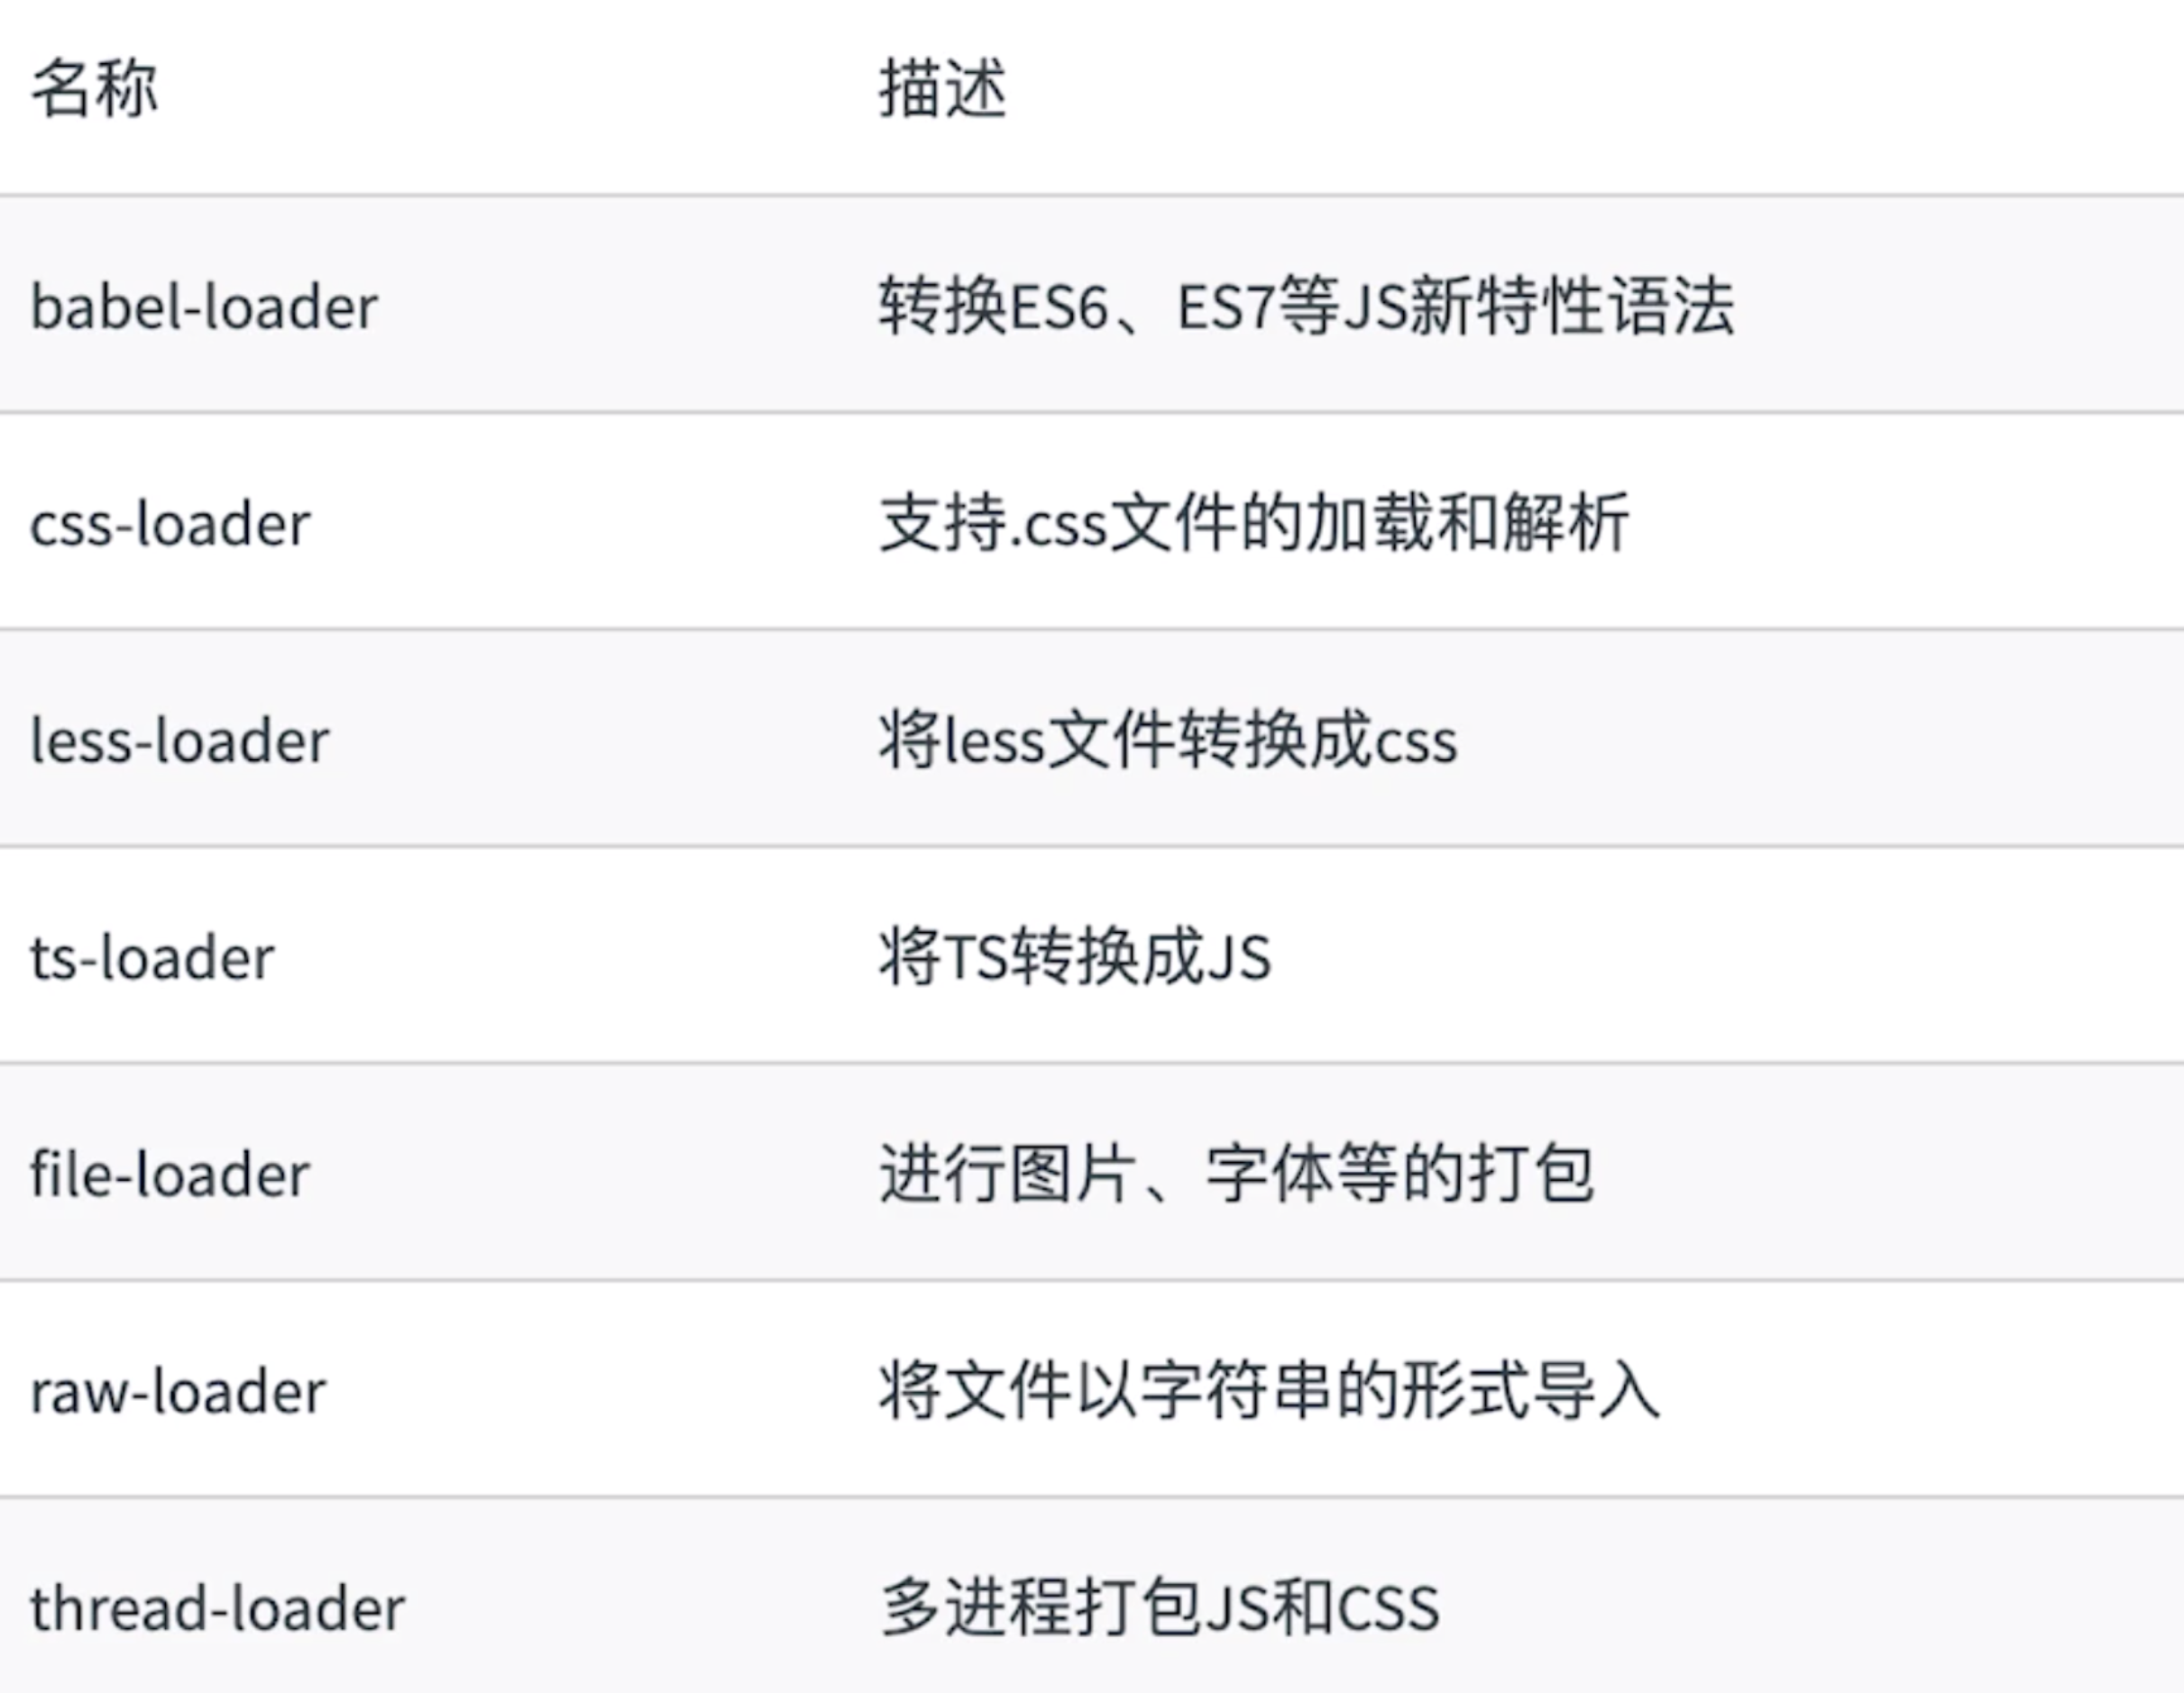 名称 描述
babel-loader 转换ES6、ES7等JS新特性语法
css-loader 支持.css文件的加载和解析
less-loader 将less文件转换成css
ts-loader 将TS转换成JS
file-loader 进行图片、字体等的打包
raw-loader 将文件以字符串的形式导入
thread-loader 多进程打包JS和CSS